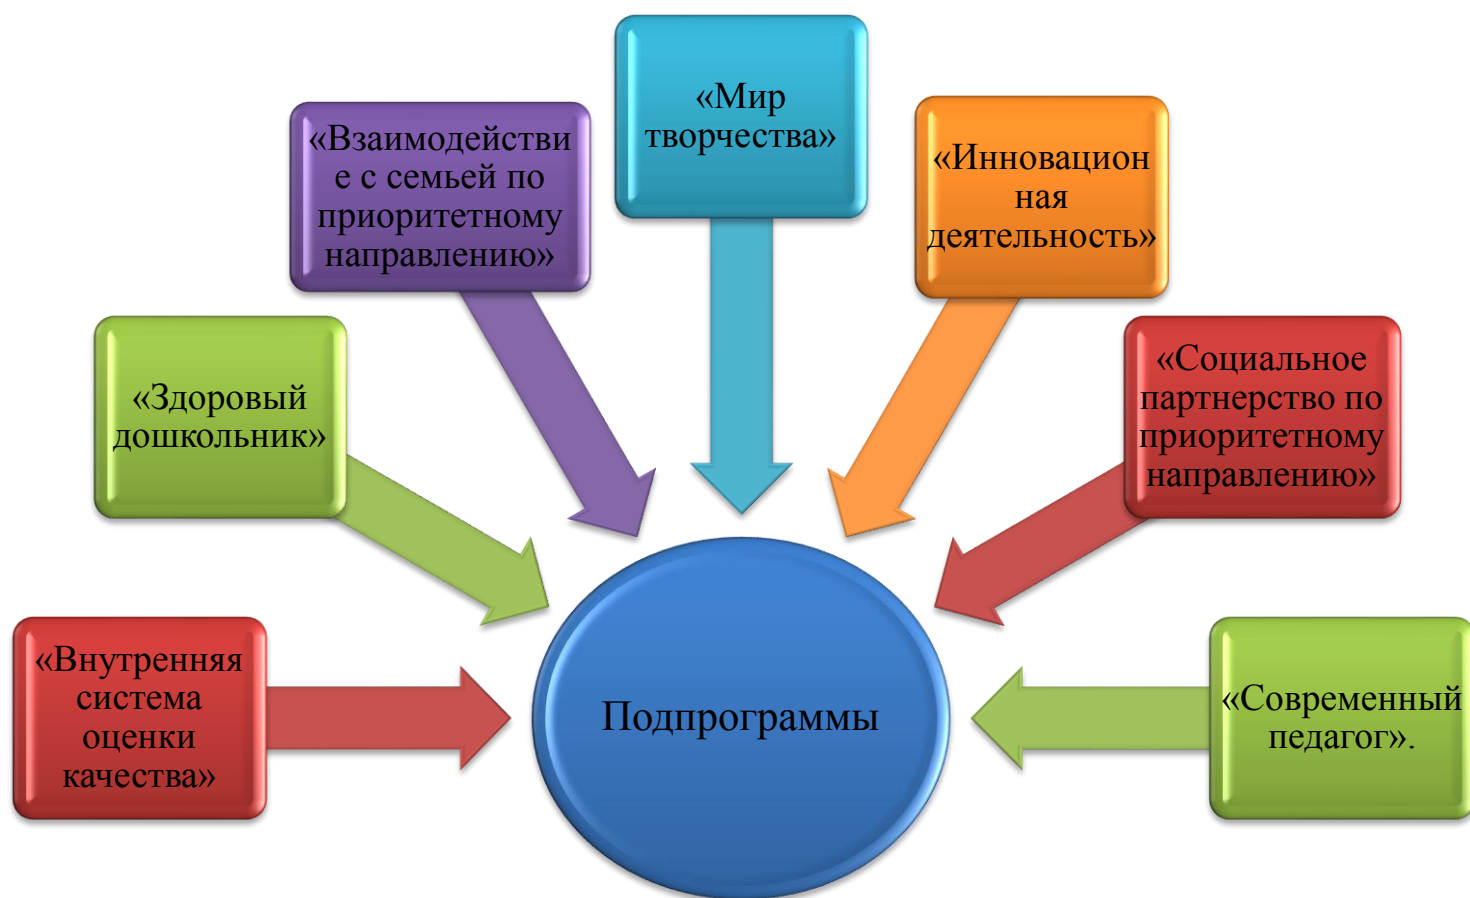 «Мир
творчества»
«Взаимодействи
е с семьей по
приоритетному
направлению»
«Инновацион
ная
деятельность»
«Здоровый
дошкольник»
«Социальное
партнерство по
приоритетному
направлению»
«Внутренняя
система
оценки
качества»
Подпрограммы
«Современный
педагог».